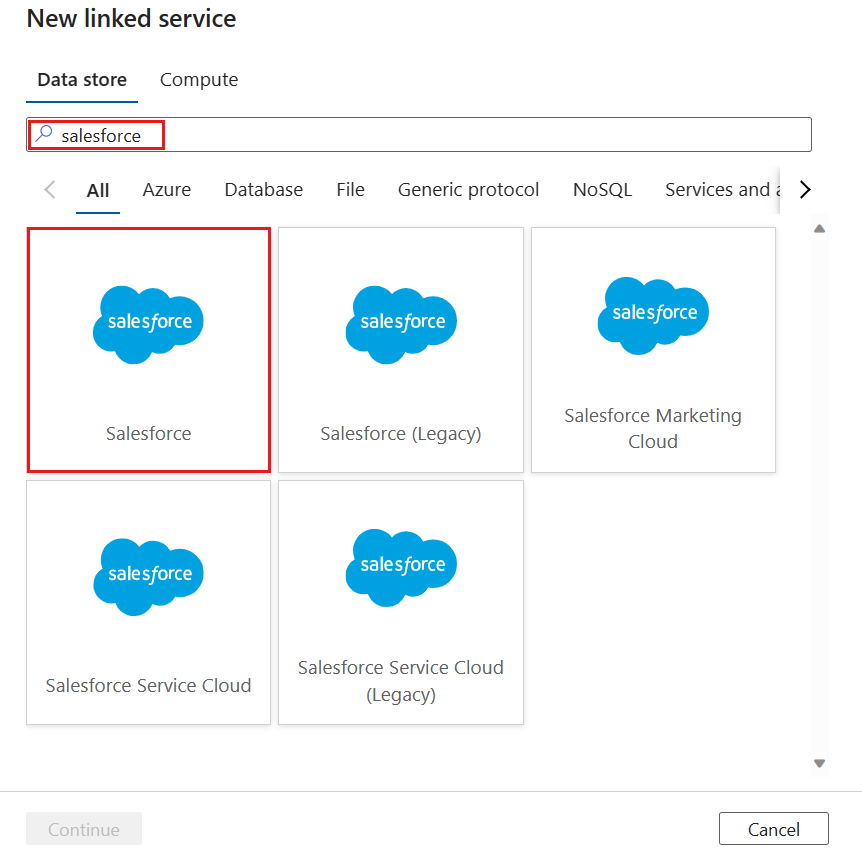 New linked service
Data store Compute
salesforce
All Azure Database File Generic protocol NoSQL Services and a
salesforce salesforce salesforce
Salesforce Salesforce (Legacy) Salesforce Marketing
Cloud
salesforce salesforce
Salesforce Service Cloud Salesforce Service Cloud
(Legacy)
Continue Cancel